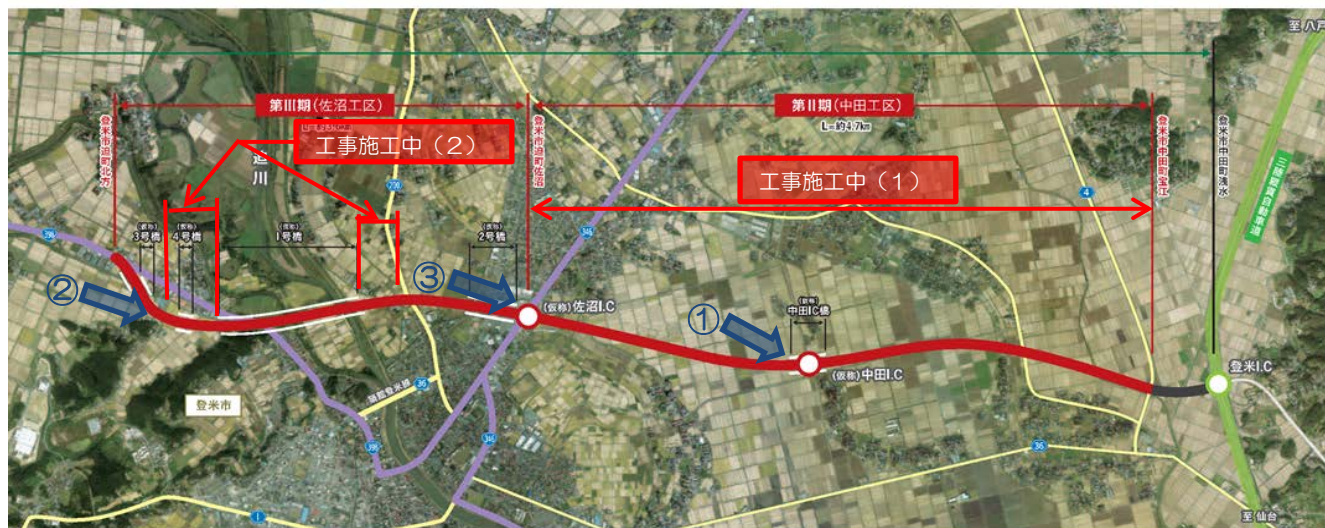 至 八戸
第Ⅲ期(佐沼工区)
第Ⅱ期(中田工区)
L=約4.7km
工事施工中（2）
工事施工中（1）
登米市迫町北方
登米市迫町佐沼
登米市中田町宝江
登米市中田町浅水
三陸縦貫自動車道
迫川
398
(仮称)
3号橋
(仮称)
4号橋
(仮称)
1号橋
(仮称)
2号橋
346
4
②
③
①
(仮称)佐沼I.C
(仮称)
中田IC橋
(仮称)中田I.C
登米I.C
登米市
36
398
346
36
1
至 仙台